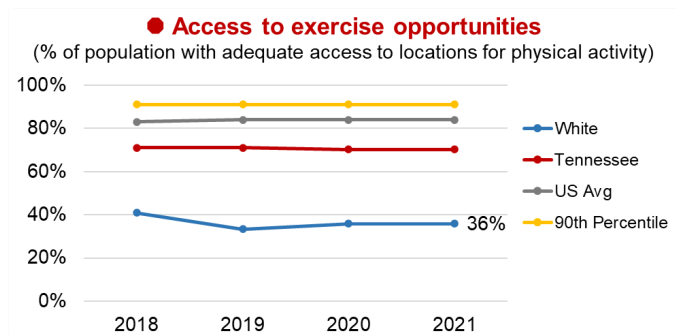 Access to exercise opportunities
(% of population with adequate access to locations for physical activity)
100%
80%
60%
40%
20%
0%
36%
2018 2019 2020 2021
White
Tennessee
US Avg
90th Percentile